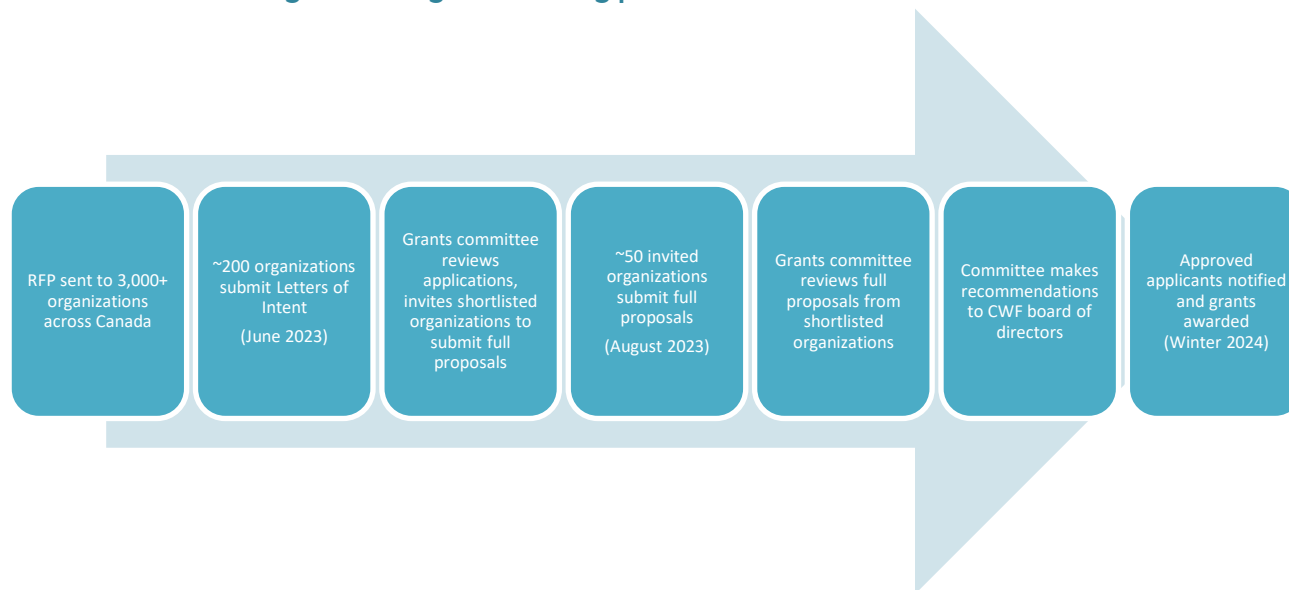 RFP sent to 3,000+
organizations
across Canada
~200 organizations
submit Letters of
Intent
(June 2023)
Grants committee
reviews
applications,
invites shortlisted
organizations to
submit full
proposals
~50 invited
organizations
submit full
proposals
(August 2023)
Grants committee
reviews full
proposals from
shortlisted
organizations
Committee makes
recommendations
to CWF board of
directors
Approved
applicants notified
and grants
awarded
(Winter 2024)